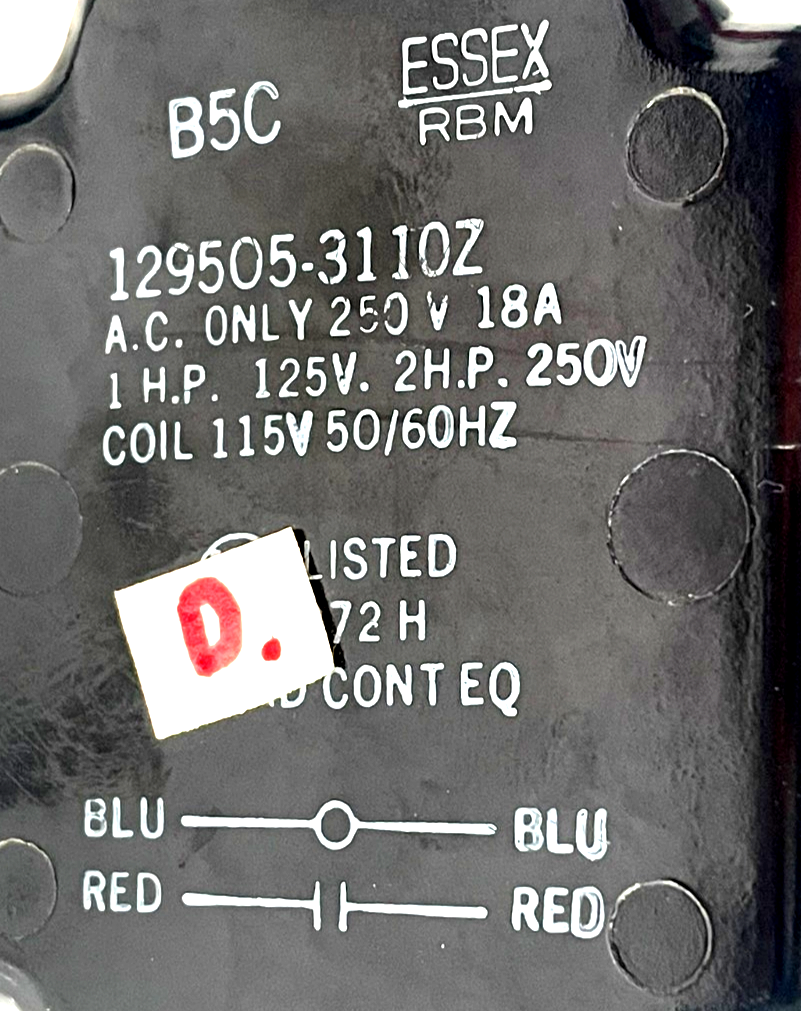 ESSEX
B5C RBM
129505-3110Z
A.C. ONLY 250 V 18A
1 H.P. 125V. 2H.P. 250V
COIL 115V 50/60HZ
LISTED
D.
72 H
CONT EQ
BLU BLU
RED RED